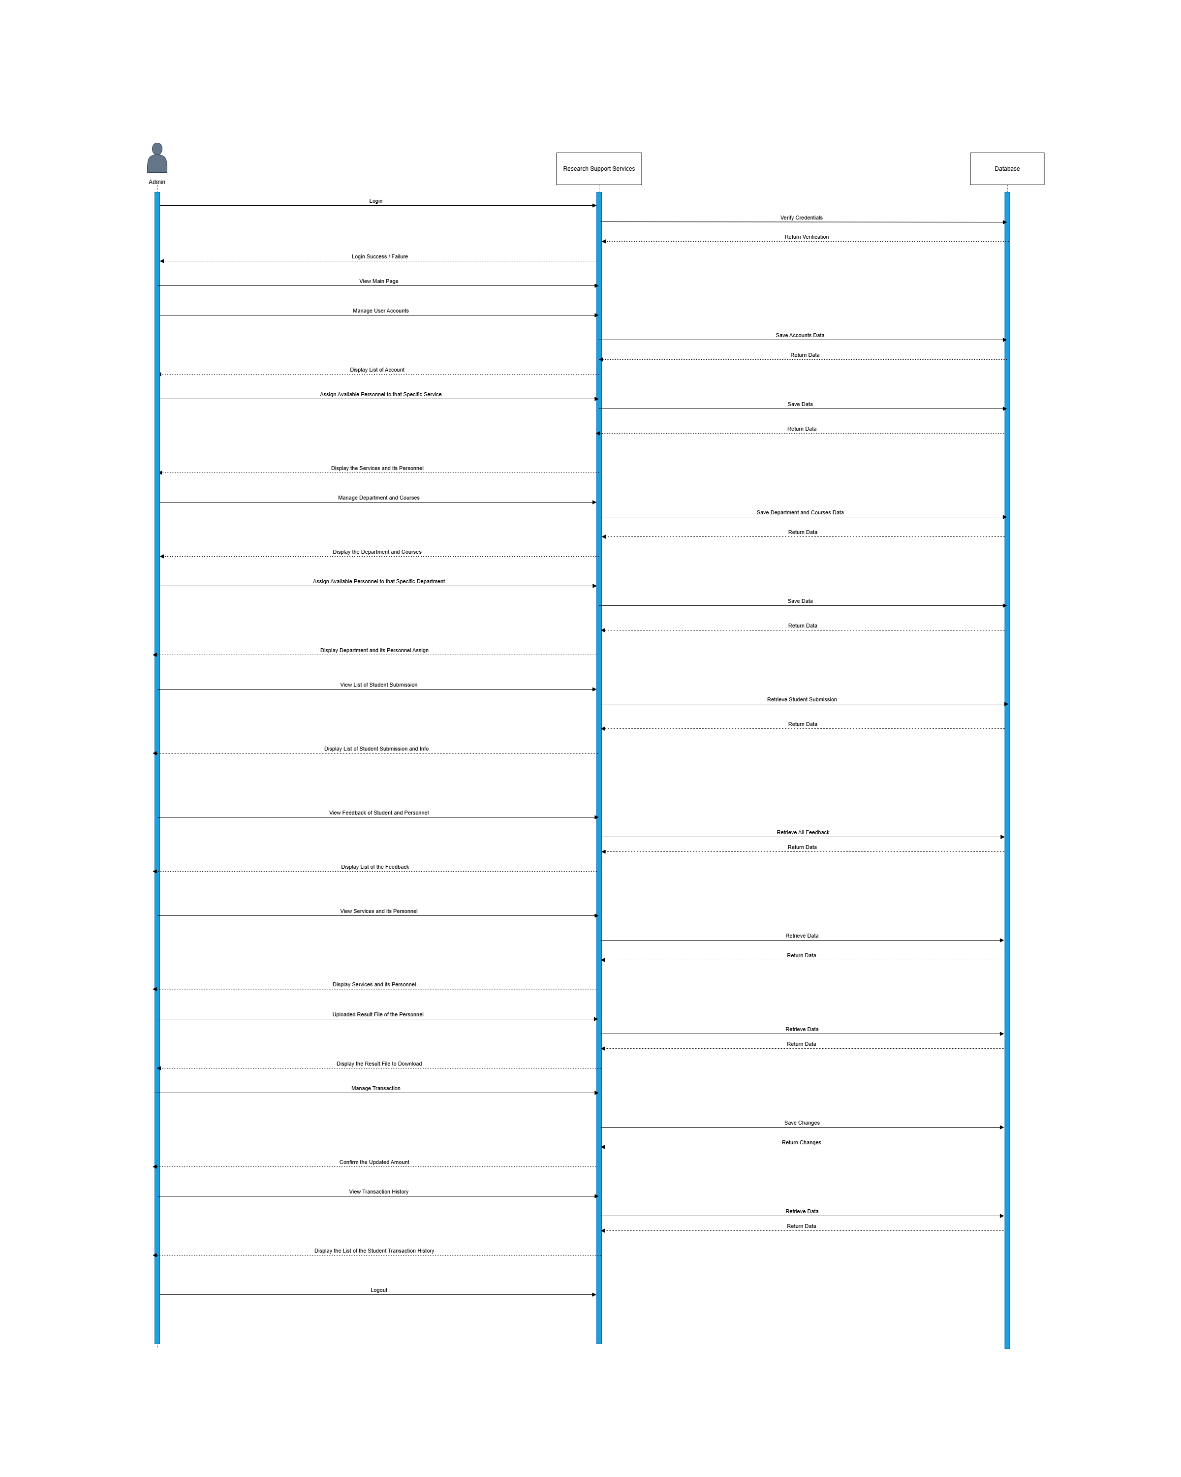 Admin
Research Support Services
Database
Login
Verify Credentials
Return Verification
Login Success / Failure
View Main Page
Manage User Accounts
Save Accounts Data
Return Data
Display List of Account
Assign Available Personnel to that Specific Service
Save Data
Return Data
Display the Services and its Personnel
Manage Department and Courses
Save Department and Courses Data
Return Data
Display the Department and Courses
Assign Available Personnel to that Specific Department
Save Data
Return Data
Display Department and its Personnel Assign
View List of Student Submission
Retrieve Student Submission
Return Data
Display List of Student Submission and Info
View Feedback of Student and Personnel
Retrieve All Feedback
Return Data
Display List of the Feedback
View Services and its Personnel
Retrieve Data
Return Data
Display Services and its Personnel
Uploaded Result File of the Personnel
Retrieve Data
Return Data
Display the Result File to Download
Manage Transaction
Save Changes
Return Changes
Confirm the Updated Amount
View Transaction History
Retrieve Data
Return Data
Display the List of the Student Transaction History
Logout